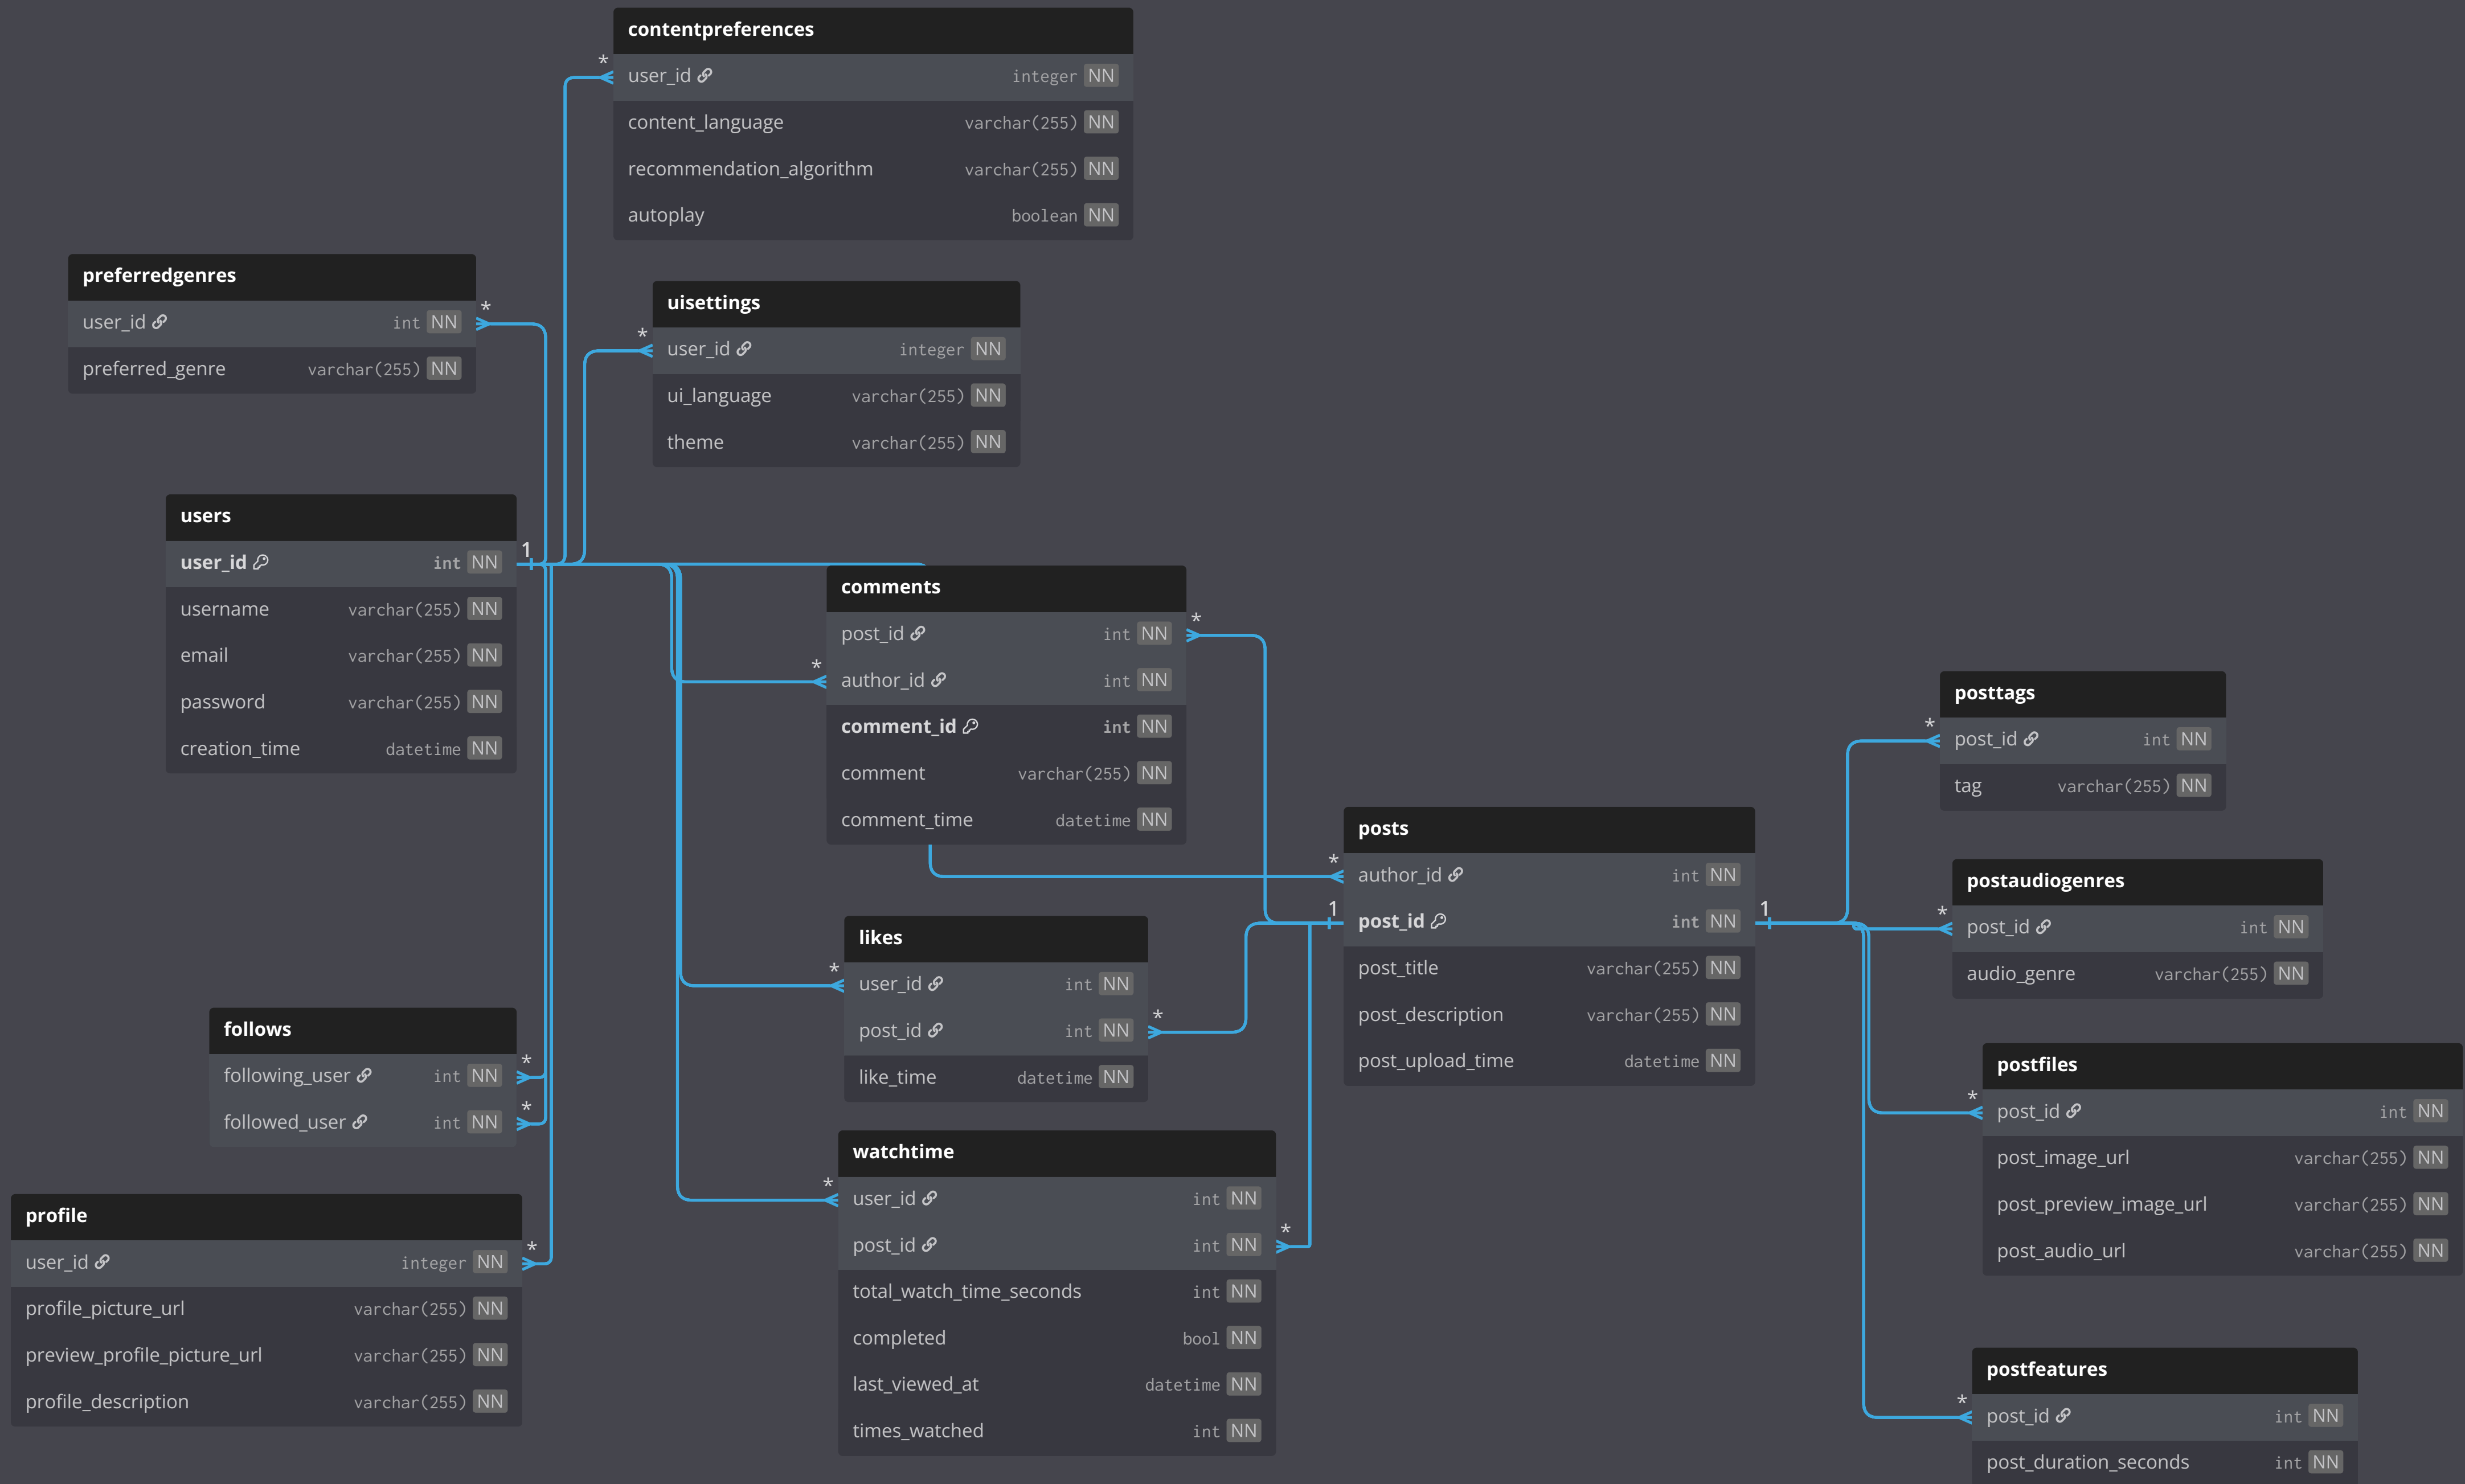 contentpreferences
*
user_id integer NN
content_language varchar(255) NN
recommendation_algorithm varchar(255) NN
autoplay boolean NN
preferredgenres
*
user_id int NN
preferred_genre varchar(255) NN
uisettings
*
user_id integer NN
ui_language varchar(255) NN
theme varchar(255) NN
users
1
user_id int NN
username varchar(255) NN
email varchar(255) NN
password varchar(255) NN
creation_time datetime NN
comments
*
post_id int NN
*
author_id int NN
comment_id int NN
comment varchar(255) NN
comment_time datetime NN
posts
*
author_id int NN
1 1
post_id int NN
post_title varchar(255) NN
post_description varchar(255) NN
post_upload_time datetime NN
likes
*
user_id int NN
*
post_id int NN
like_time datetime NN
follows
*
following_user int NN
*
followed_user int NN
profile
*
user_id integer NN
profile_picture_url varchar(255) NN
preview_profile_picture_url varchar(255) NN
profile_description varchar(255) NN
watchtime
*
user_id int NN
*
post_id int NN
total_watch_time_seconds int NN
completed bool NN
last_viewed_at datetime NN
times_watched int NN
posttags
*
post_id int NN
tag varchar(255) NN
postaudiogenres
*
post_id int NN
audio_genre varchar(255) NN
postfiles
*
post_id int NN
post_image_url varchar(255) NN
post_preview_image_url varchar(255) NN
post_audio_url varchar(255) NN
postfeatures
*
post_id int NN
post_duration_seconds int NN